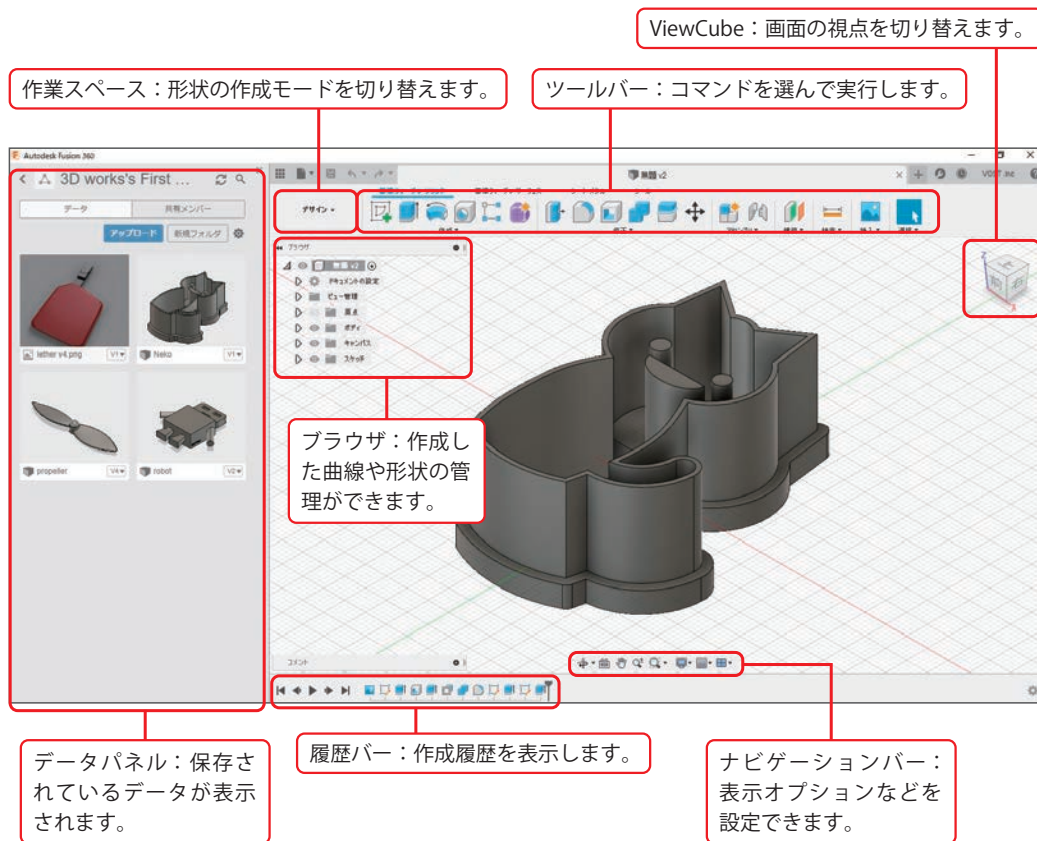 ViewCube：画面の視点を切り替えます。
作業スペース：形状の作成モードを切り替えます。
ツールバー：コマンドを選んで実行します。
Autodesk Fusion 360
3D works's First ...
無題 v2
データ
共有メンバー
デザイン
アップロード
新規フォルダ
作成
修正
ブラウザ
無題 v2
ドキュメントの設定
ビュー管理
原点
ボディ
キャンバス
スケッチ
lether v4.png V1
Neko V1
ブラウザ：作成し
た曲線や形状の管
理ができます。
propeller V4
robot V2
コメント
データパネル：保存さ
れているデータが表示
されます。
履歴バー：作成履歴を表示します。
ナビゲーションバー：
表示オプションなどを
設定できます。